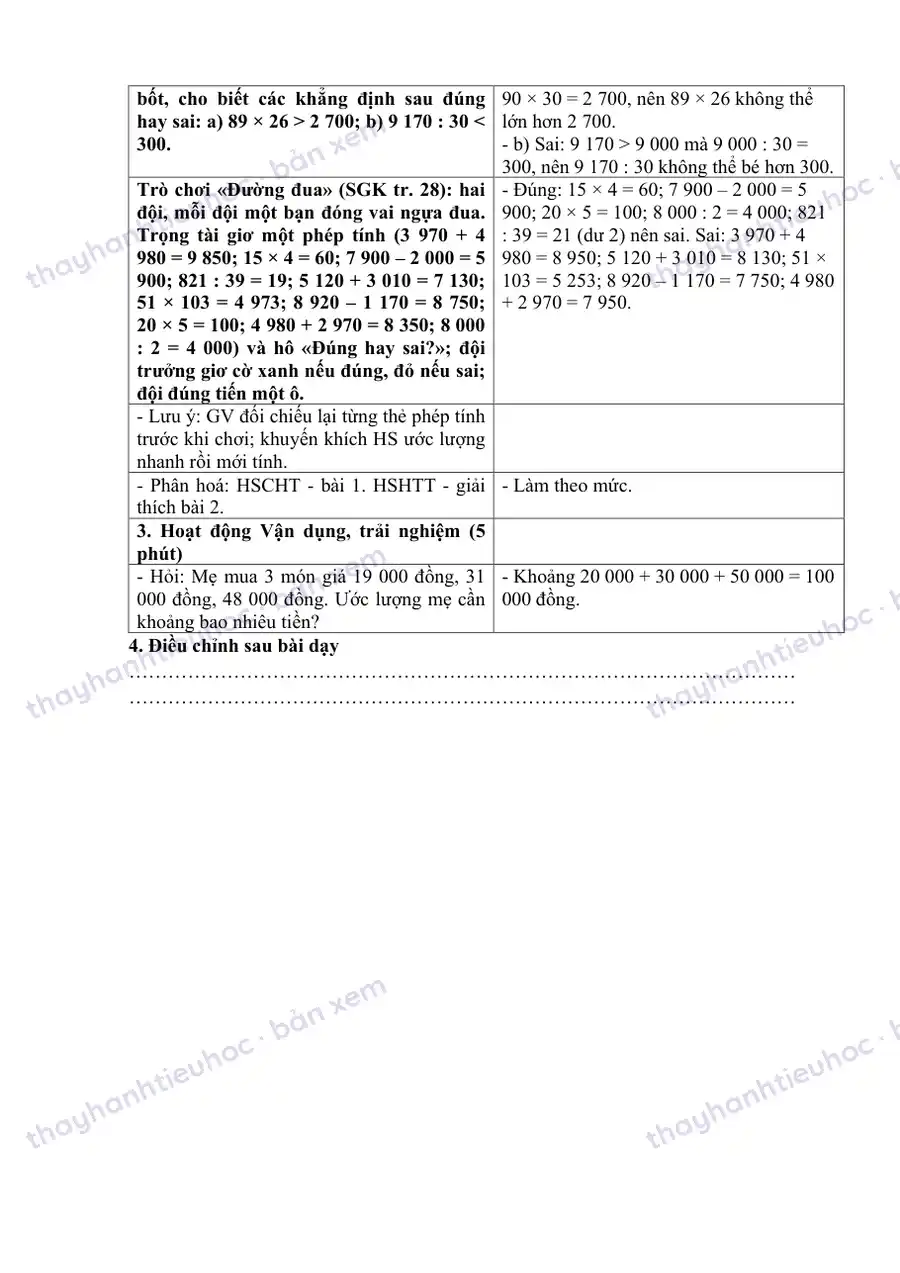 bốt, cho biết các khẳng định sau đúng
hay sai: a) 89 × 26 > 2 700; b) 9 170 : 30 <
300.
90 × 30 = 2 700, nên 89 × 26 không thể
lớn hơn 2 700.
- b) Sai: 9 170 > 9 000 mà 9 000 : 30 =
300, nên 9 170 : 30 không thể bé hơn 300.
Trò chơi «Đường đua» (SGK tr. 28): hai
đội, mỗi đội một bạn đóng vai ngựa đua.
Trọng tài giơ một phép tính (3 970 + 4
980 = 9 850; 15 × 4 = 60; 7 900 – 2 000 = 5
900; 821 : 39 = 19; 5 120 + 3 010 = 7 130;
51 × 103 = 4 973; 8 920 – 1 170 = 8 750;
20 × 5 = 100; 4 980 + 2 970 = 8 350; 8 000
: 2 = 4 000) và hô «Đúng hay sai?»; đội
trưởng giơ cờ xanh nếu đúng, đỏ nếu sai;
đội đúng tiến một ô.
- Đúng: 15 × 4 = 60; 7 900 – 2 000 = 5
900; 20 × 5 = 100; 8 000 : 2 = 4 000; 821
: 39 = 21 (dư 2) nên sai. Sai: 3 970 + 4
980 = 8 950; 5 120 + 3 010 = 8 130; 51 ×
103 = 5 253; 8 920 – 1 170 = 7 750; 4 980
+ 2 970 = 7 950.
- Lưu ý: GV đối chiếu lại từng thẻ phép tính
trước khi chơi; khuyến khích HS ước lượng
nhanh rồi mới tính.
- Phân hoá: HSCHT - bài 1. HSHTT - giải
thích bài 2.
- Làm theo mức.
3. Hoạt động Vận dụng, trải nghiệm (5
phút)
- Hỏi: Mẹ mua 3 món giá 19 000 đồng, 31
000 đồng, 48 000 đồng. Ước lượng mẹ cần
khoảng bao nhiêu tiền?
- Khoảng 20 000 + 30 000 + 50 000 = 100
000 đồng.
4. Điều chỉnh sau bài dạy
……………………………………………………………………………………………
……………………………………………………………………………………………
thayhanhtieuhoc · bản xem
thayhanhtieuhoc · b
thayhanhtieuhoc · bản xem
thayhanhtieuhoc · b
thayhanhtieuhoc · bản xem
thayhanhtieuhoc · b